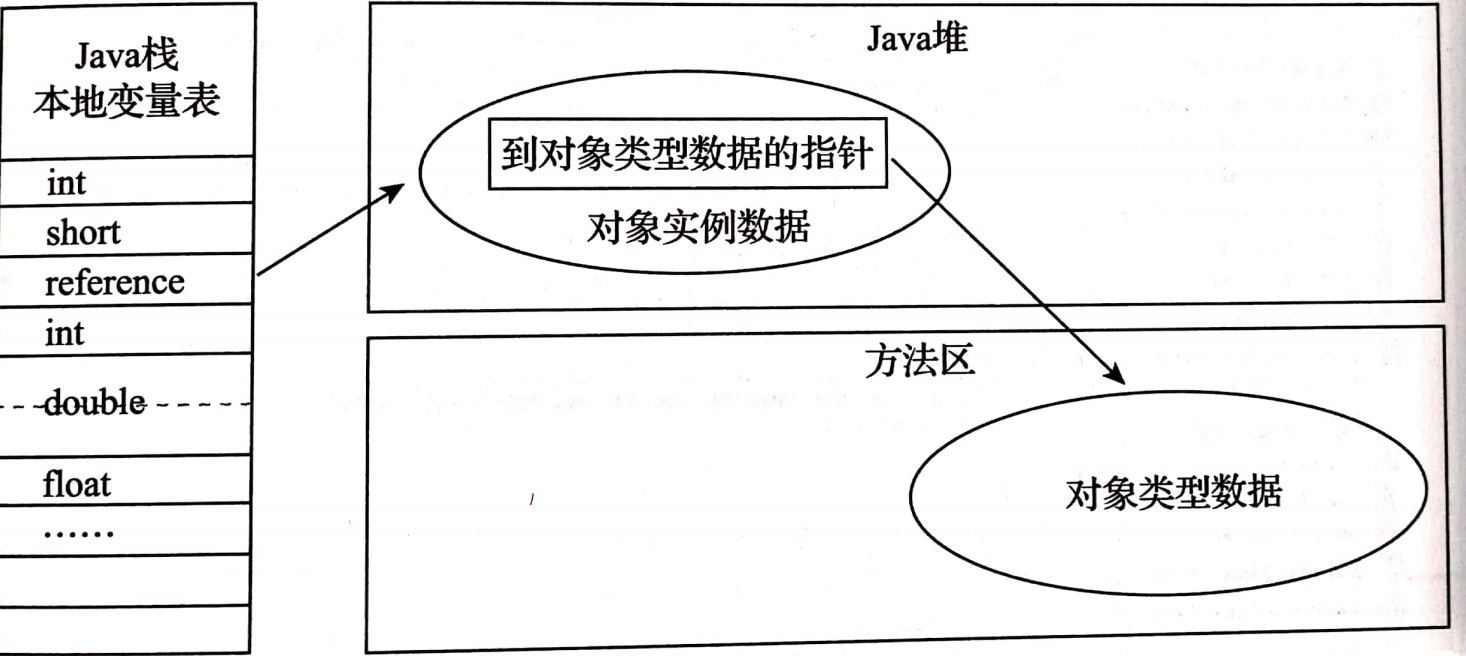 Java栈
本地变量表
int
short
reference
int
double
float
……
Java堆
到对象类型数据的指针
对象实例数据
方法区
对象类型数据